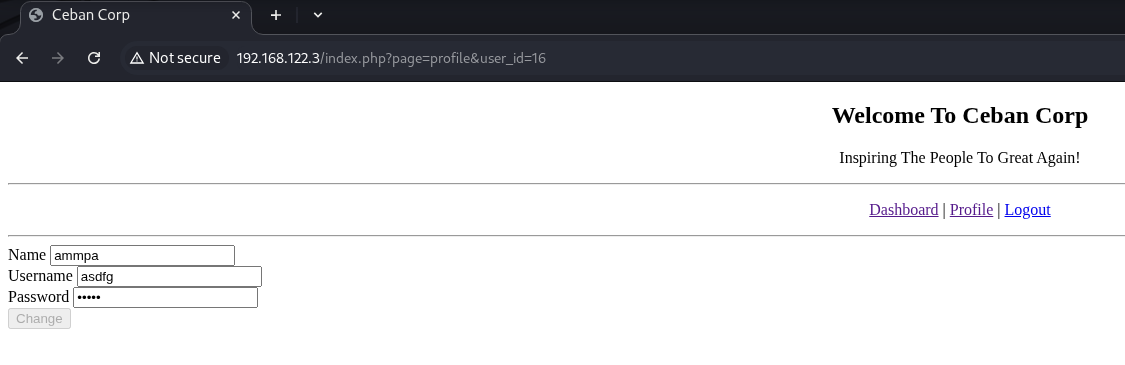 Ceban Corp
Not secure 192.168.122.3/index.php?page=profile&user_id=16
Welcome To Ceban Corp
Inspiring The People To Great Again!
Dashboard | Profile | Logout
Name ammpa
Username asdfg
Password •••••
Change